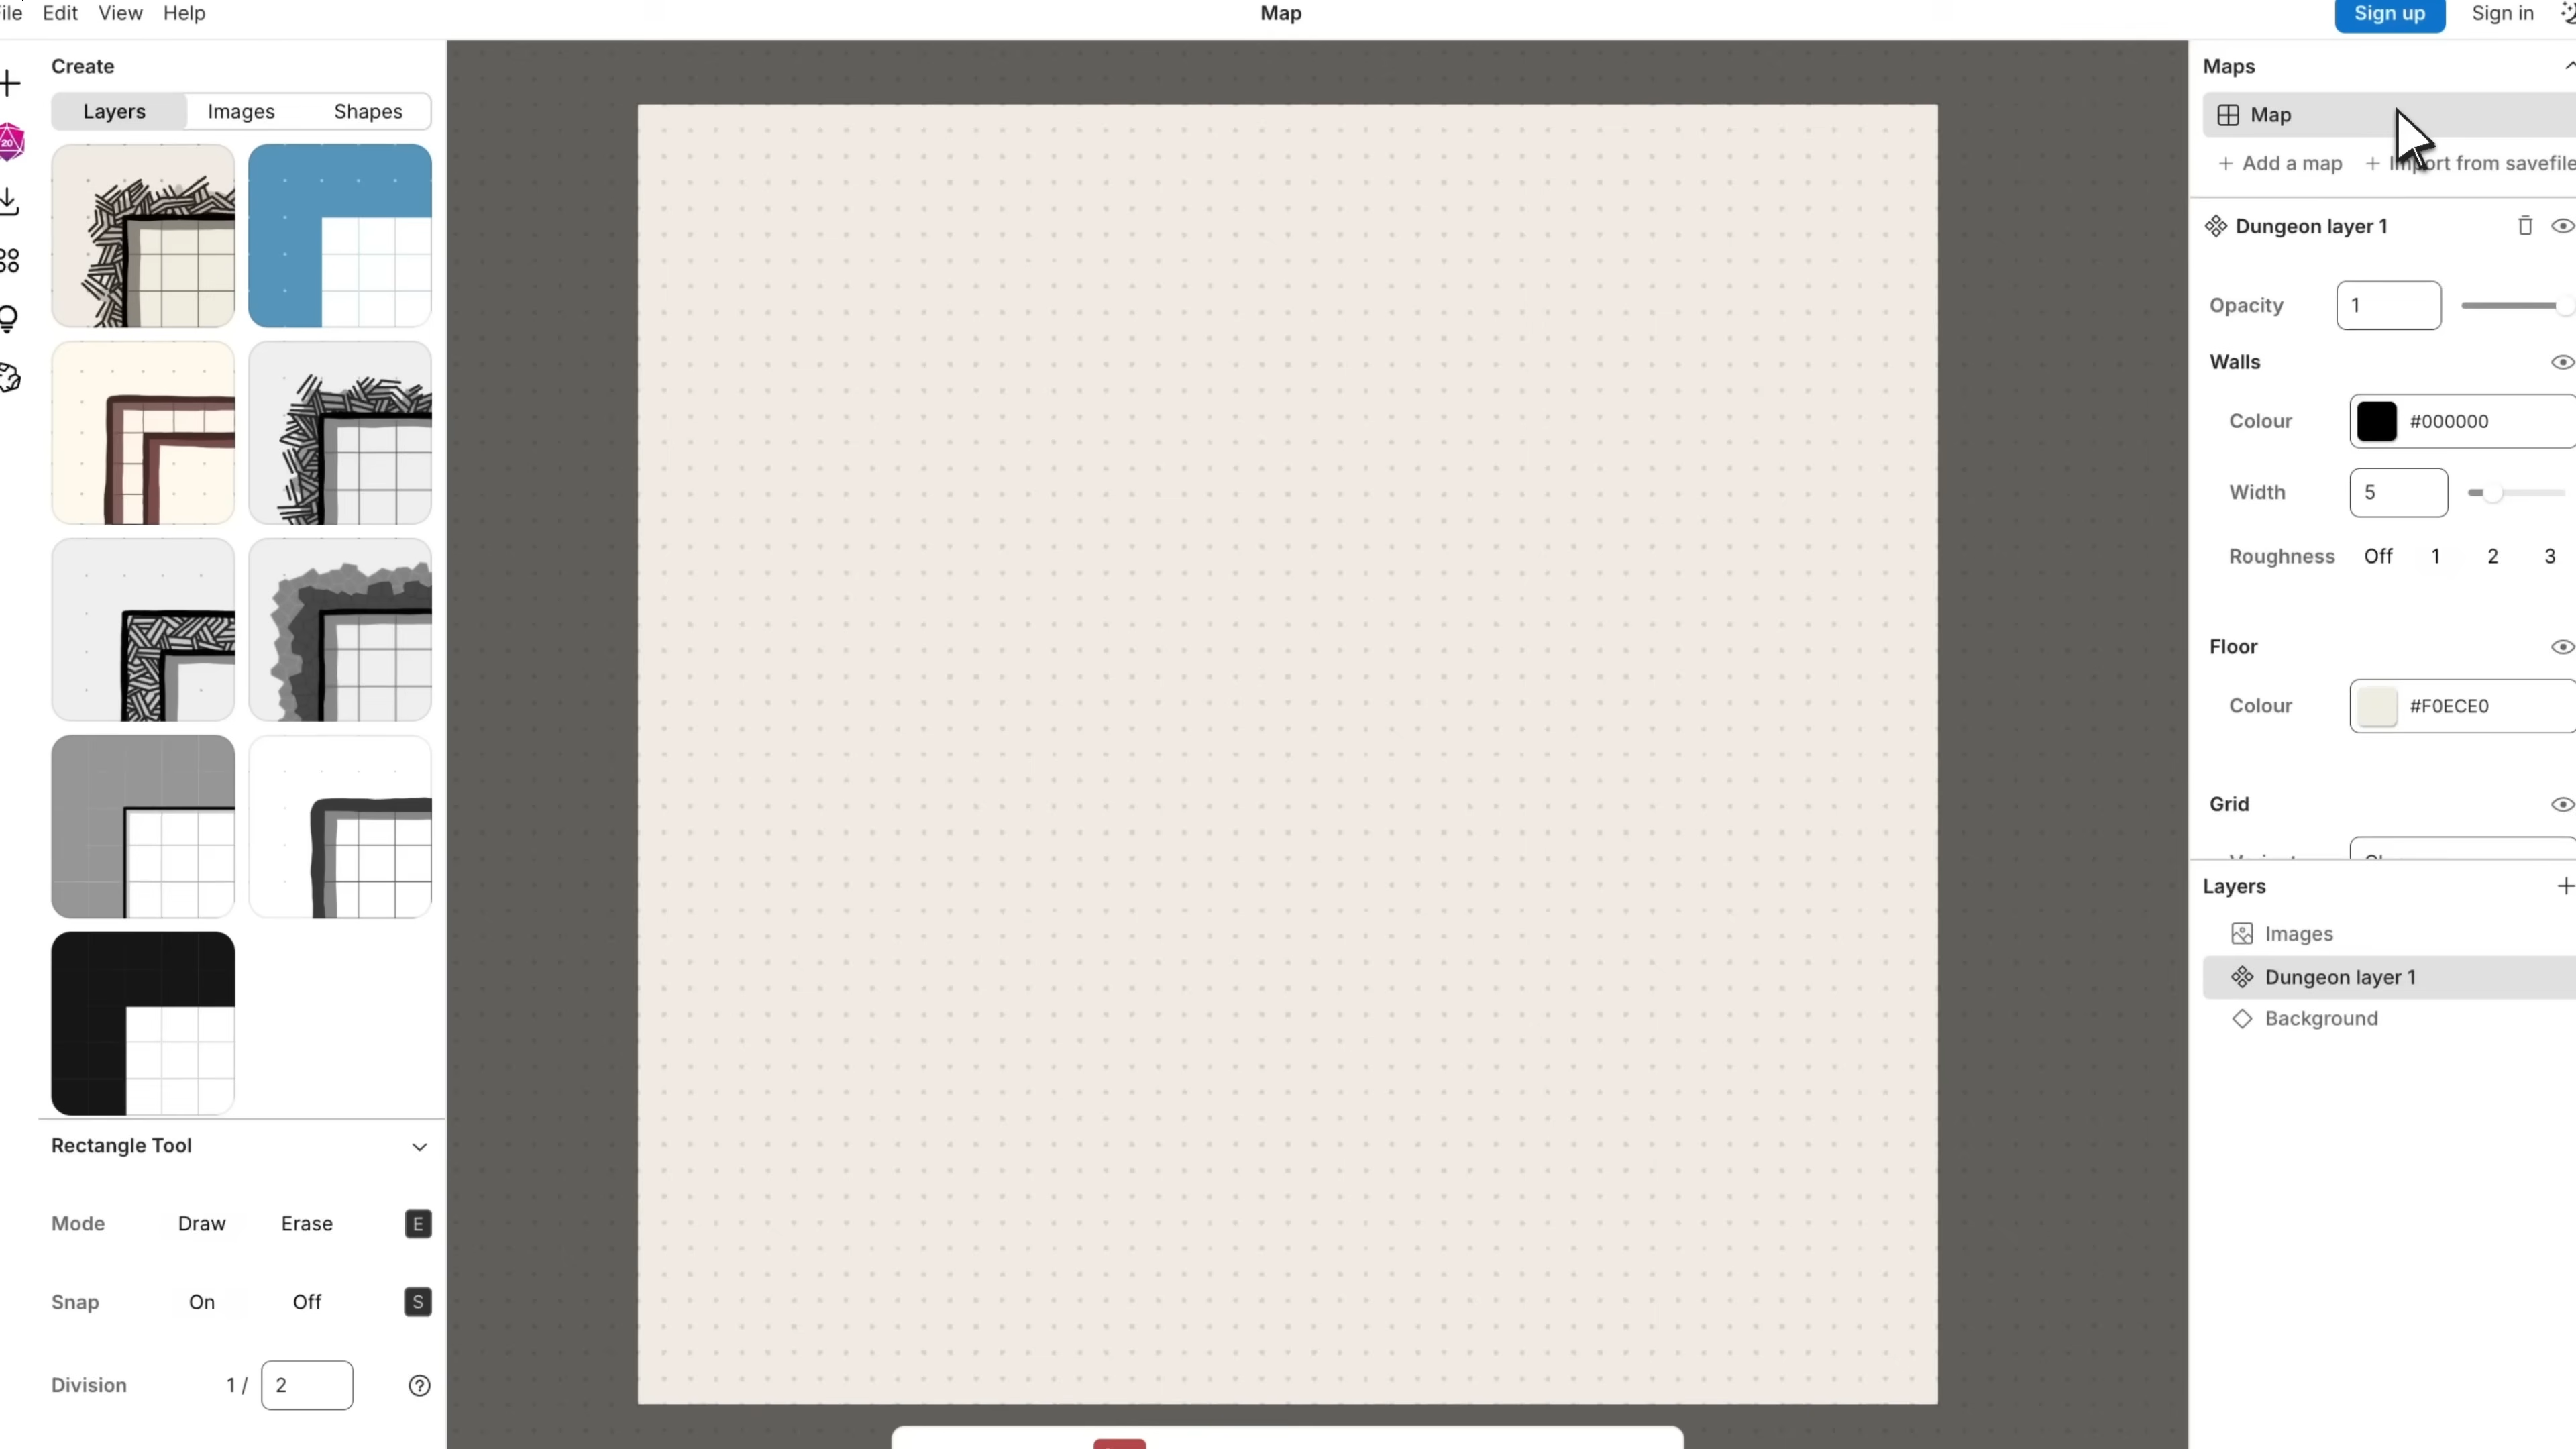 File Edit View Help
Map
Sign up Sign in
Create
Layers Images Shapes
20
Rectangle Tool
Mode Draw Erase E
Snap On Off S
Division 1 / 2
Maps
Map
+ Add a map + Import from savefile
Dungeon layer 1
Opacity 1
Walls
Colour #000000
Width 5
Roughness Off 1 2 3
Floor
Colour #F0ECE0
Grid
Layers
Images
Dungeon layer 1
Background